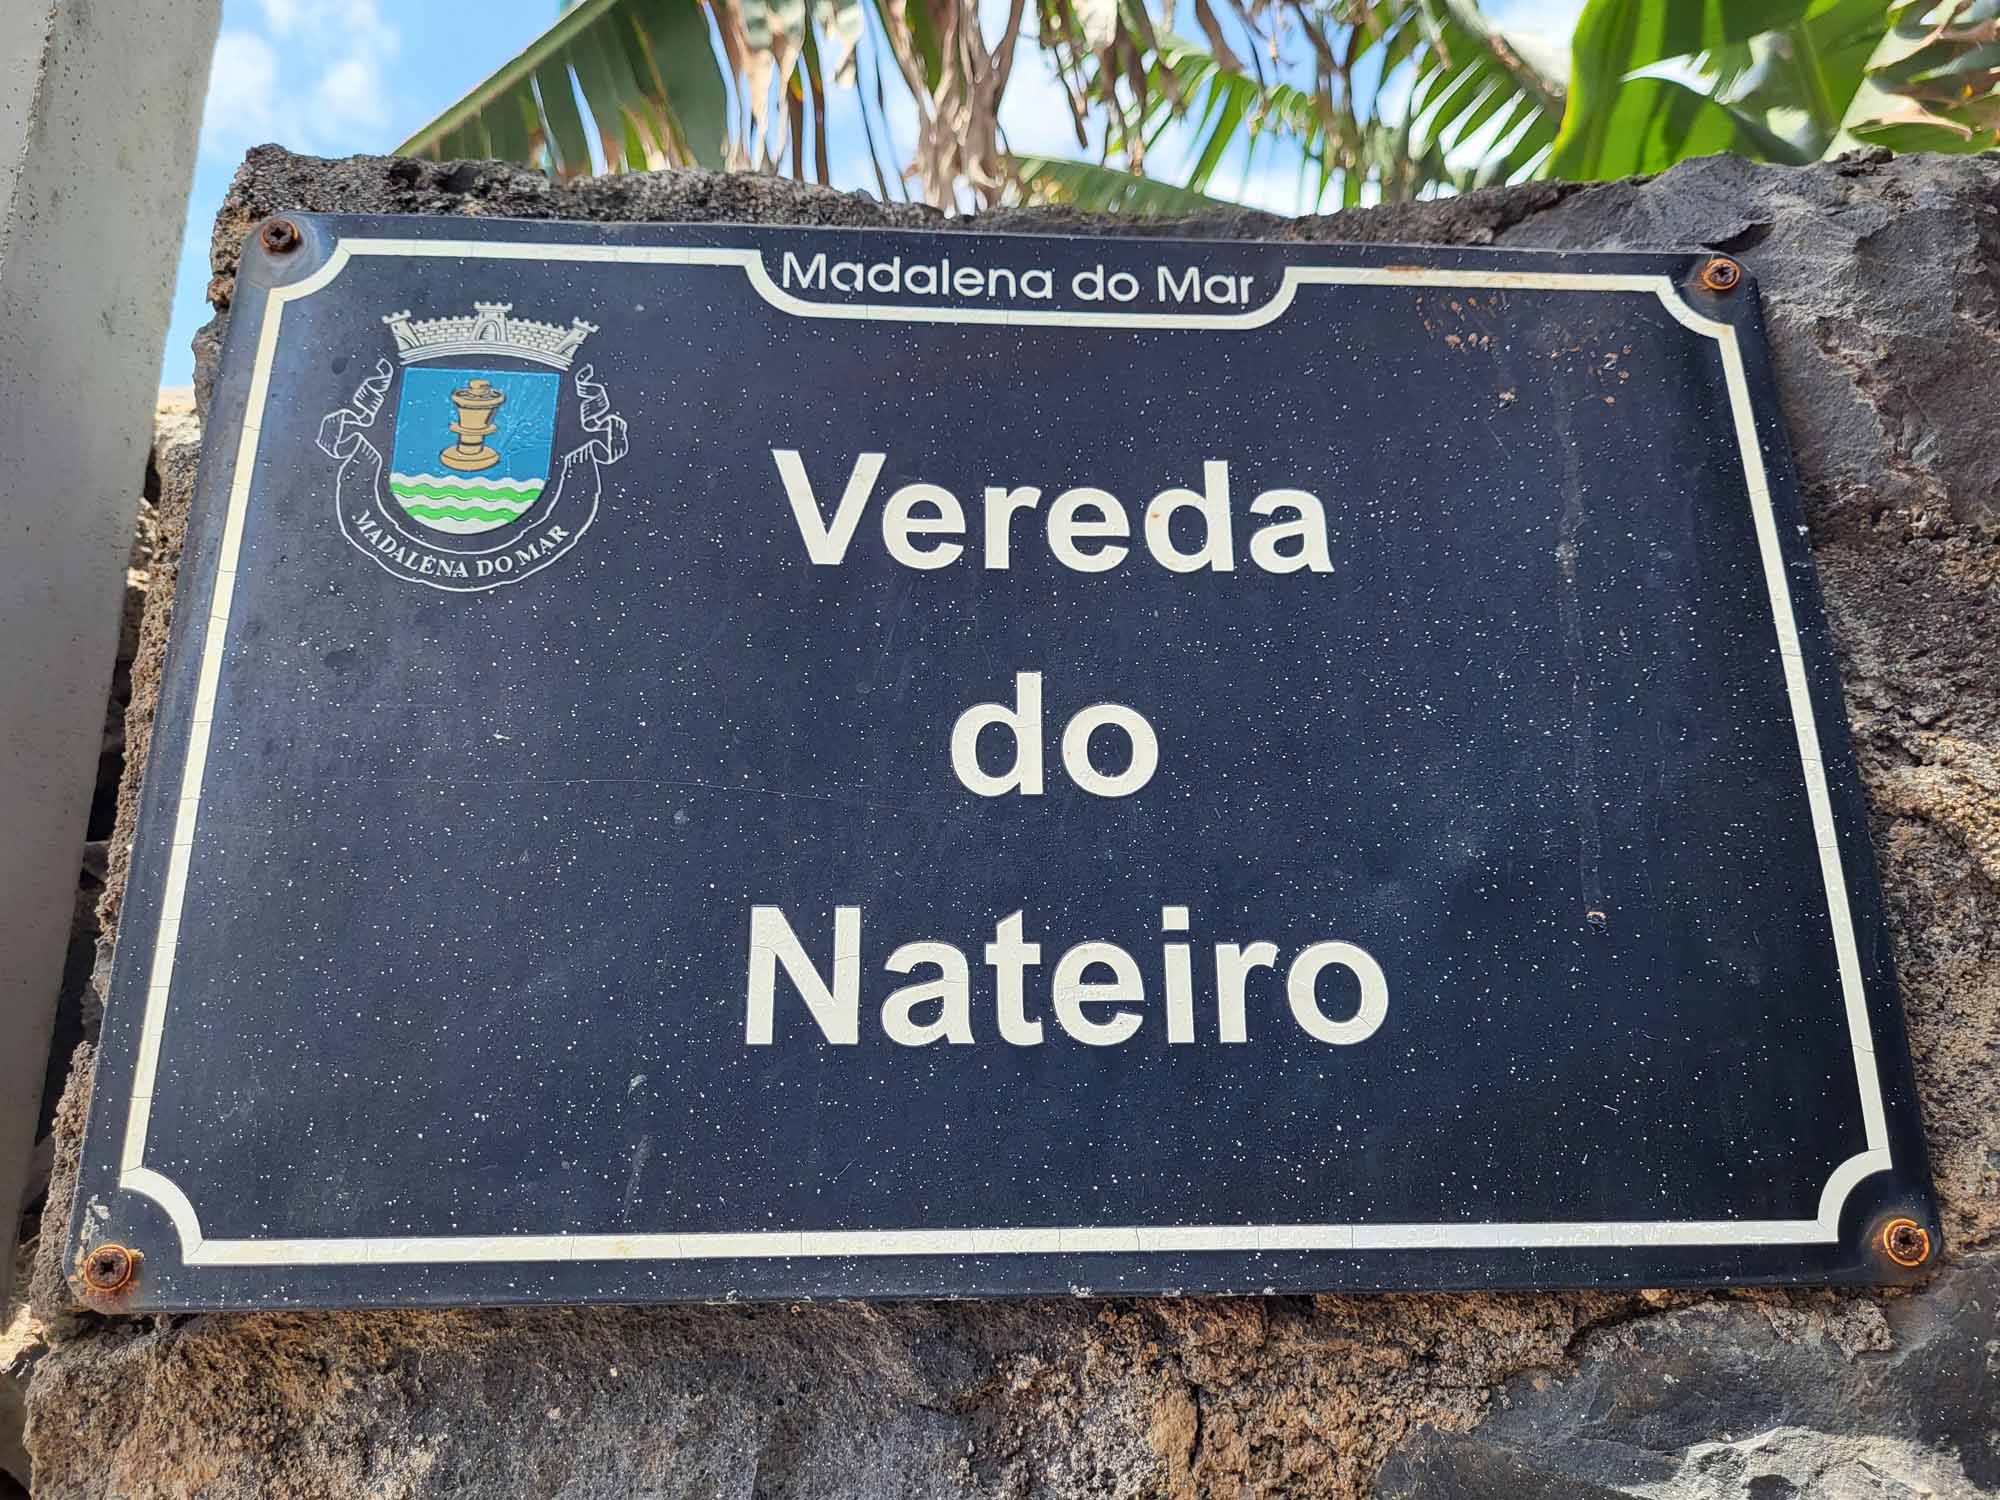 Madalena do Mar
MADALENA DO MAR
Vereda
do
Nateiro